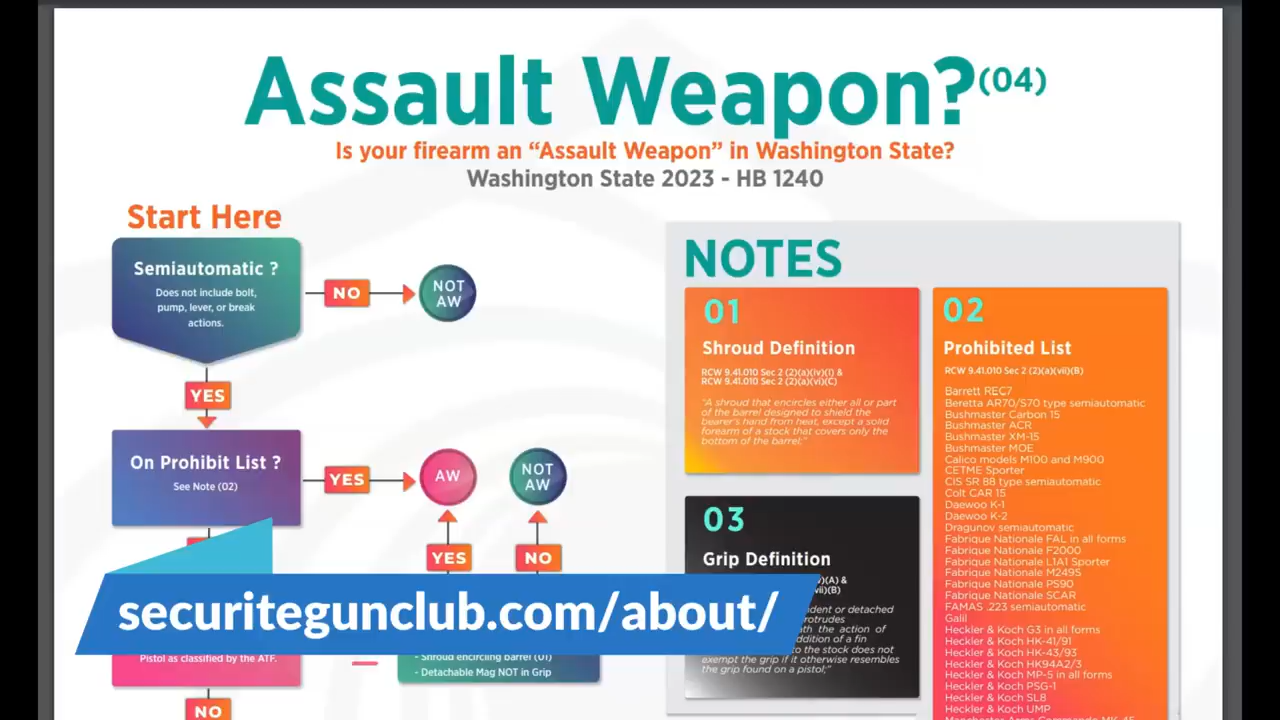 Assault Weapon?(04)
Is your firearm an “Assault Weapon” in Washington State?
Washington State 2023 - HB 1240
Start Here
Semiautomatic ?
Does not include bolt,
pump, lever, or break
actions.
NO
NOT
AW
YES
On Prohibit List ?
See Note (02)
YES
AW
NOT
AW
YES
NO
securitegunclub.com/about/
Pistol as classified by the ATF.
- Shroud encircling barrel (01)
- Detachable Mag NOT in Grip
NO
NOTES
01
Shroud Definition
RCW 9.41.010 Sec 2 (2)(a)(iv)(I) &
RCW 9.41.010 Sec 2 (2)(a)(vi)(C)
"A shroud that encircles either all or part
of the barrel designed to shield the
bearer's hand from heat, except a solid
forearm of a stock that covers only the
bottom of the barrel;"
03
Grip Definition
)(A) &
(B)
or detached
protrudes
the action of
addition of a fin
to the stock does not
exempt the grip if it otherwise resembles
the grip found on a pistol;"
02
Prohibited List
RCW 9.41.010 Sec 2 (2)(a)(vii)(B)
Barrett REC7
Beretta AR70/S70 type semiautomatic
Bushmaster Carbon 15
Bushmaster ACR
Bushmaster XM-15
Bushmaster MOE
Calico models M100 and M900
CETME Sporter
CIS SR 88 type semiautomatic
Colt CAR 15
Daewoo K-1
Daewoo K-2
Dragunov semiautomatic
Fabrique Nationale FAL in all forms
Fabrique Nationale F2000
Fabrique Nationale L1A1 Sporter
Fabrique Nationale M249S
Fabrique Nationale PS90
Fabrique Nationale SCAR
FAMAS .223 semiautomatic
Galil
Heckler & Koch G3 in all forms
Heckler & Koch HK-41/91
Heckler & Koch HK-43/93
Heckler & Koch HK94A2/3
Heckler & Koch MP-5 in all forms
Heckler & Koch PSG-1
Heckler & Koch SL8
Heckler & Koch UMP